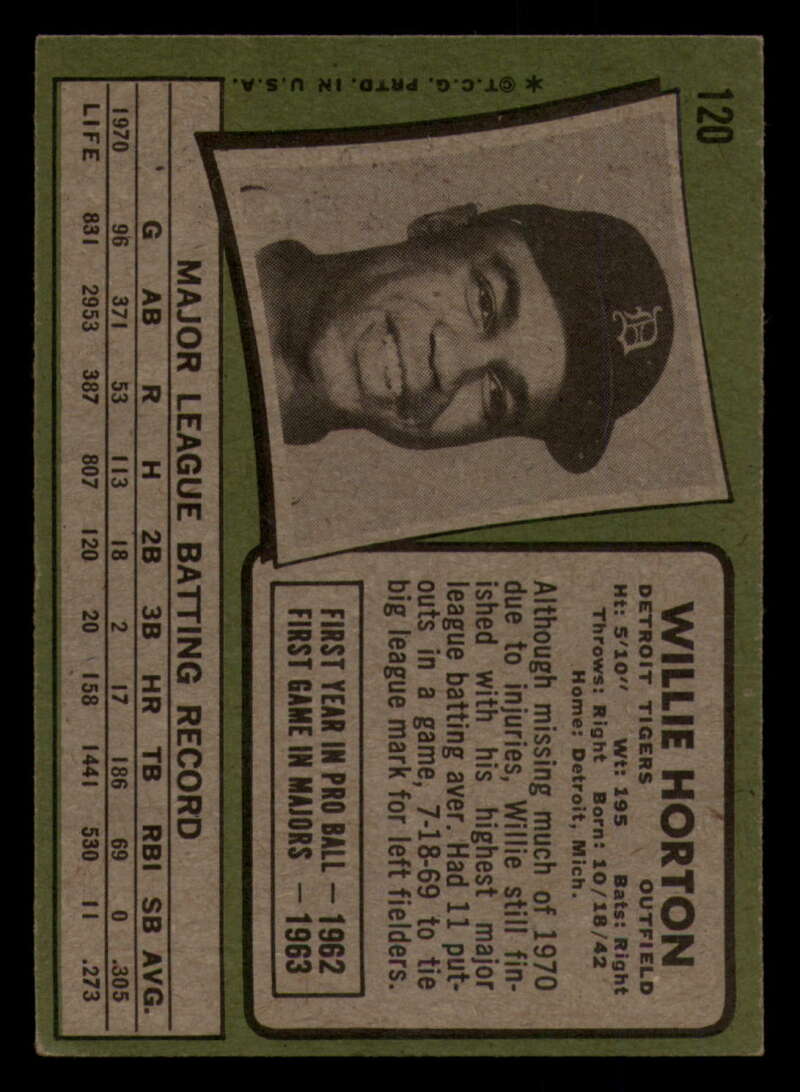 120
✶ ©T.C.G. PRTD. IN U.S.A.
D
WILLIE HORTON
DETROIT TIGERS OUTFIELD
Ht: 5'10" Wt: 195 Bats: Right
Throws: Right Born: 10/18/42
Home: Detroit, Mich.
Although missing much of 1970
due to injuries, Willie still fin-
ished with his highest major
league batting aver. Had 11 put-
outs in a game, 7-18-69 to tie
big league mark for left fielders.
FIRST YEAR IN PRO BALL — 1962
FIRST GAME IN MAJORS — 1963
MAJOR LEAGUE BATTING RECORD
G AB R H 2B 3B HR TB RBI SB AVG.
1970 96 371 53 113 18 2 17 186 69 0 .305
LIFE 831 2953 387 807 120 20 158 1441 530 11 .273